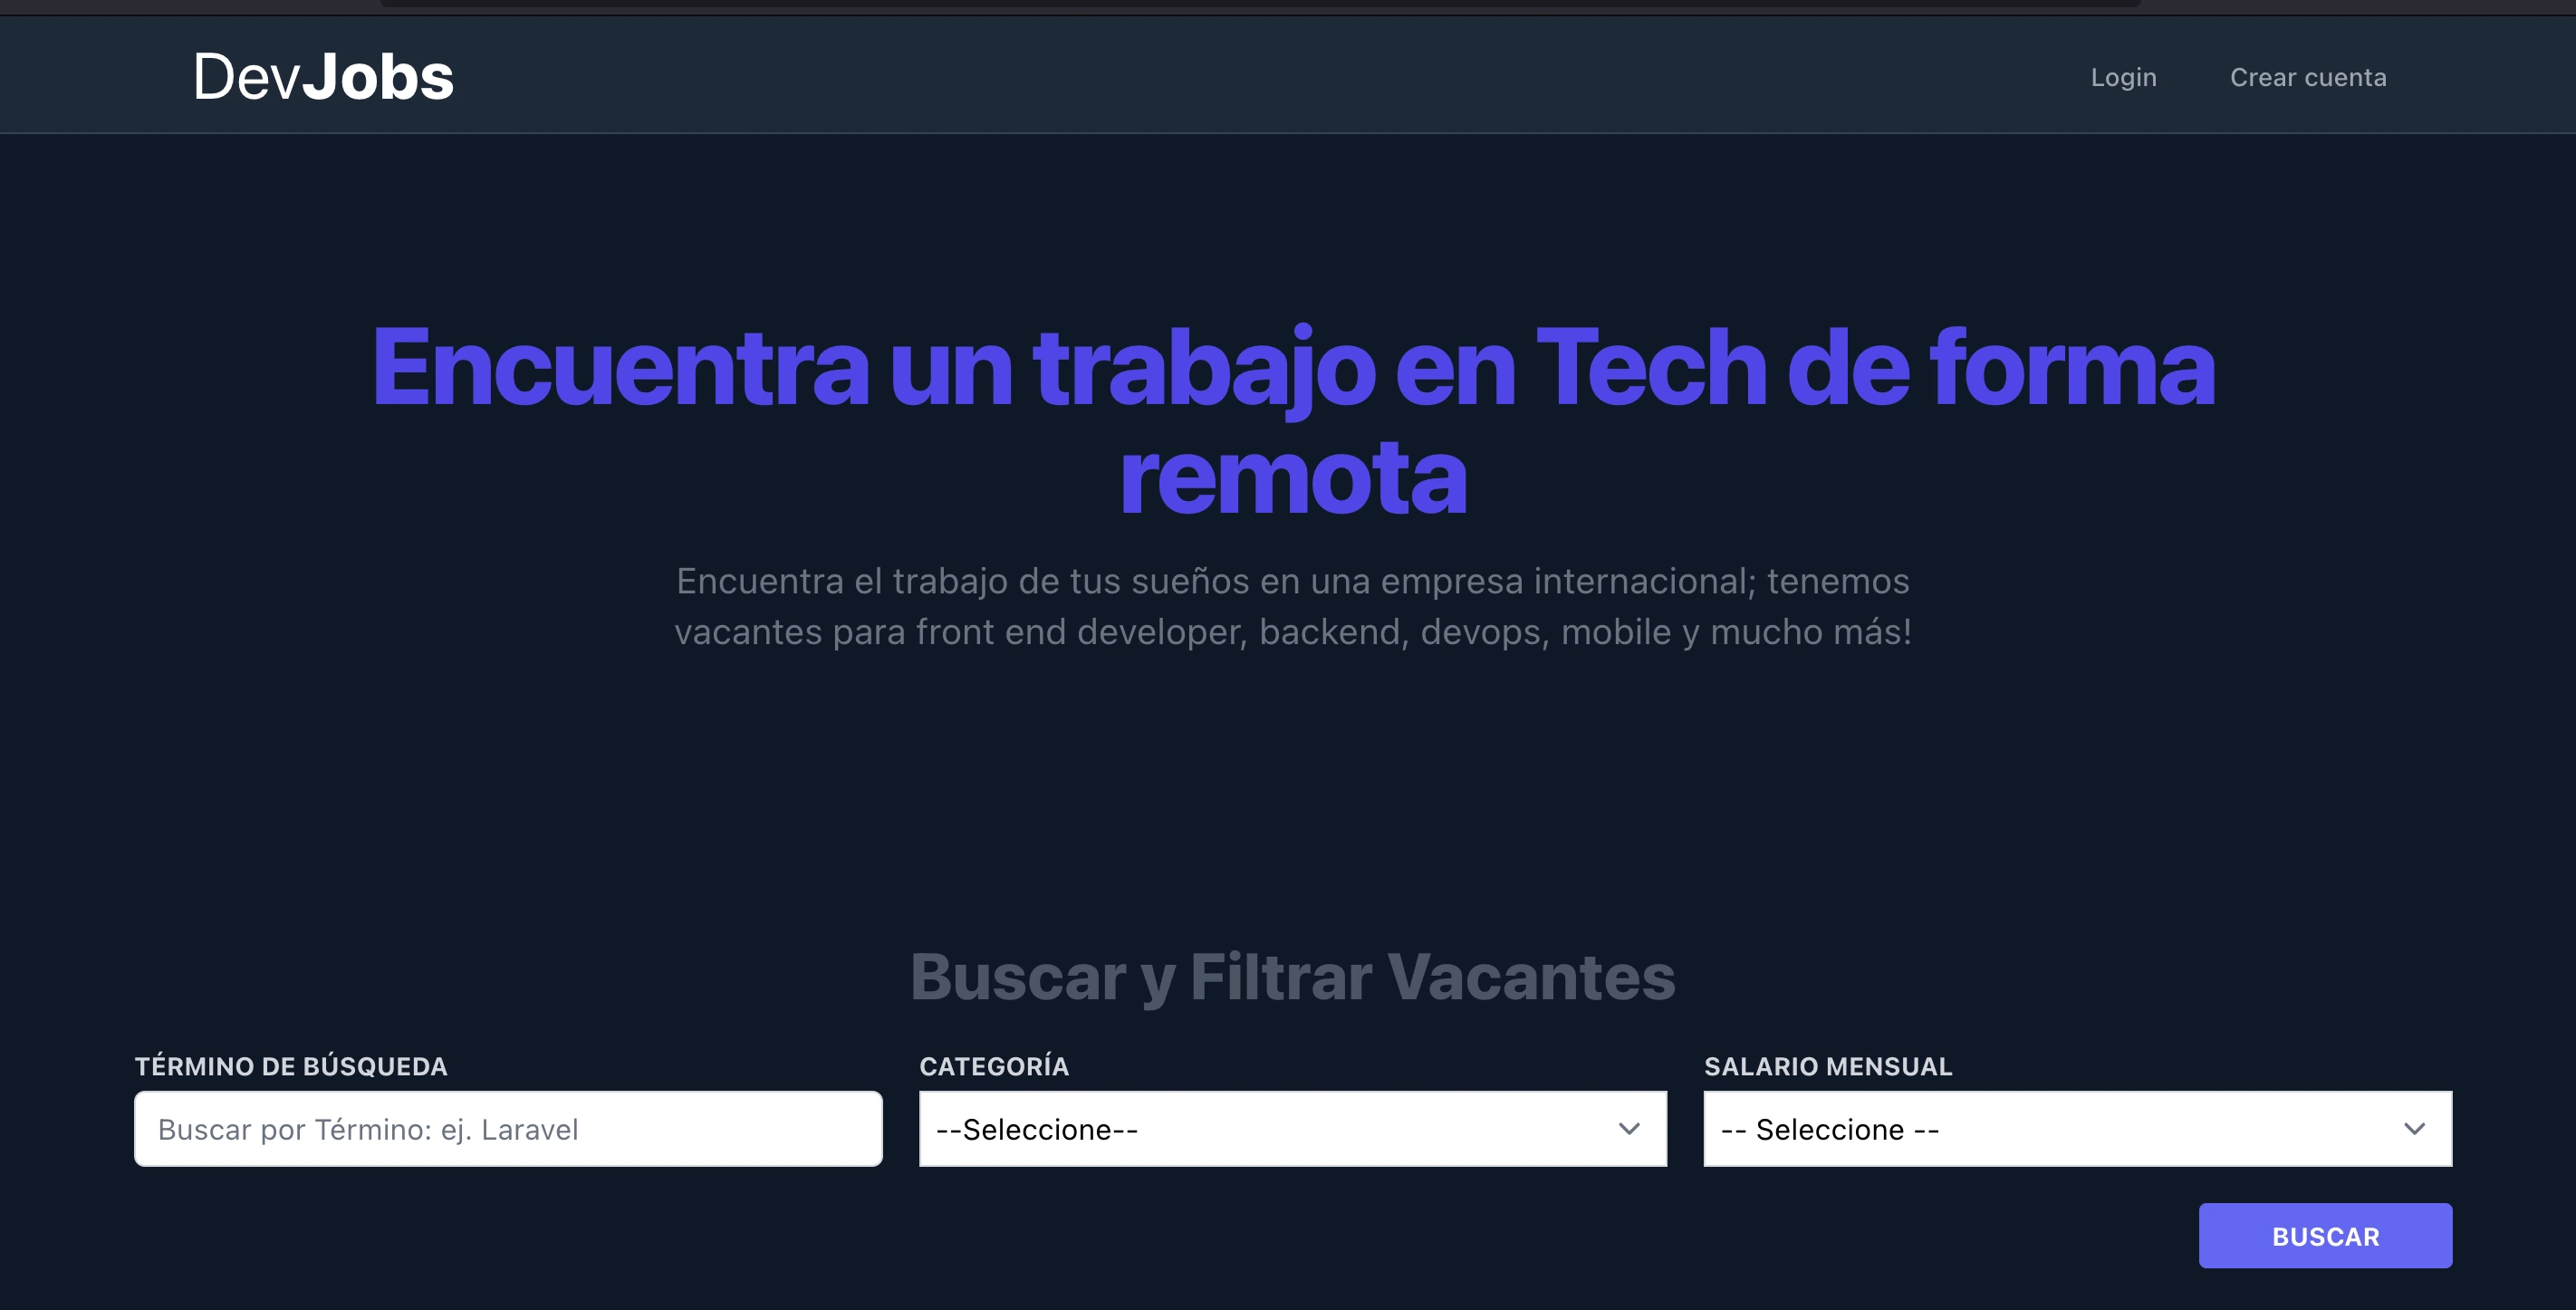 DevJobs
Login
Crear cuenta
Encuentra un trabajo en Tech de forma
remota
Encuentra el trabajo de tus sueños en una empresa internacional; tenemos
vacantes para front end developer, backend, devops, mobile y mucho más!
Buscar y Filtrar Vacantes
TÉRMINO DE BÚSQUEDA
Buscar por Término: ej. Laravel
CATEGORÍA
--Seleccione--
SALARIO MENSUAL
-- Seleccione --
BUSCAR